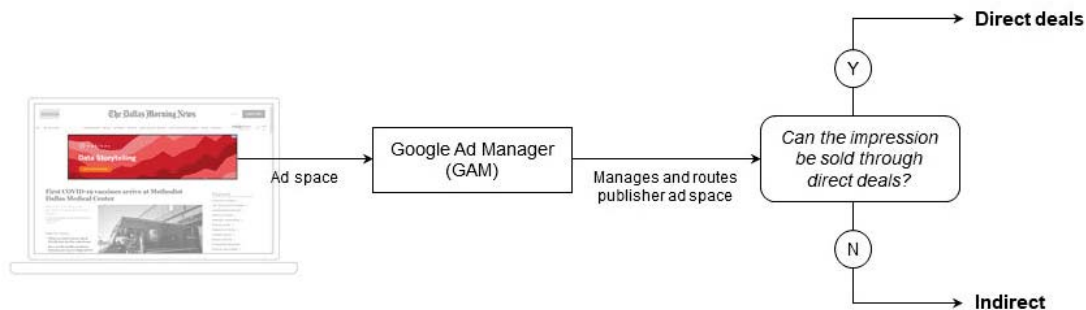 Direct deals
Y
The Dallas Morning News
Data Storytelling
Ad space
Google Ad Manager
(GAM)
Manages and routes
publisher ad space
Can the impression
be sold through
direct deals?
First COVID-19 vaccines arrive at Methodist
Dallas Medical Center
N
Indirect